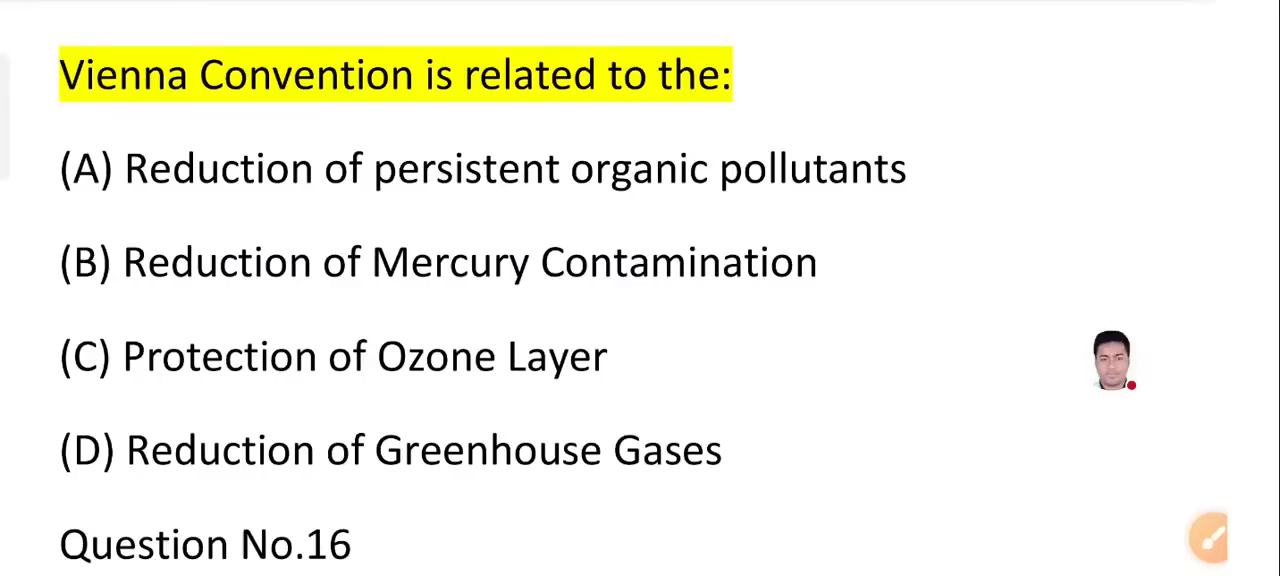 Vienna Convention is related to the:
(A) Reduction of persistent organic pollutants
(B) Reduction of Mercury Contamination
(C) Protection of Ozone Layer
(D) Reduction of Greenhouse Gases
Question No.16